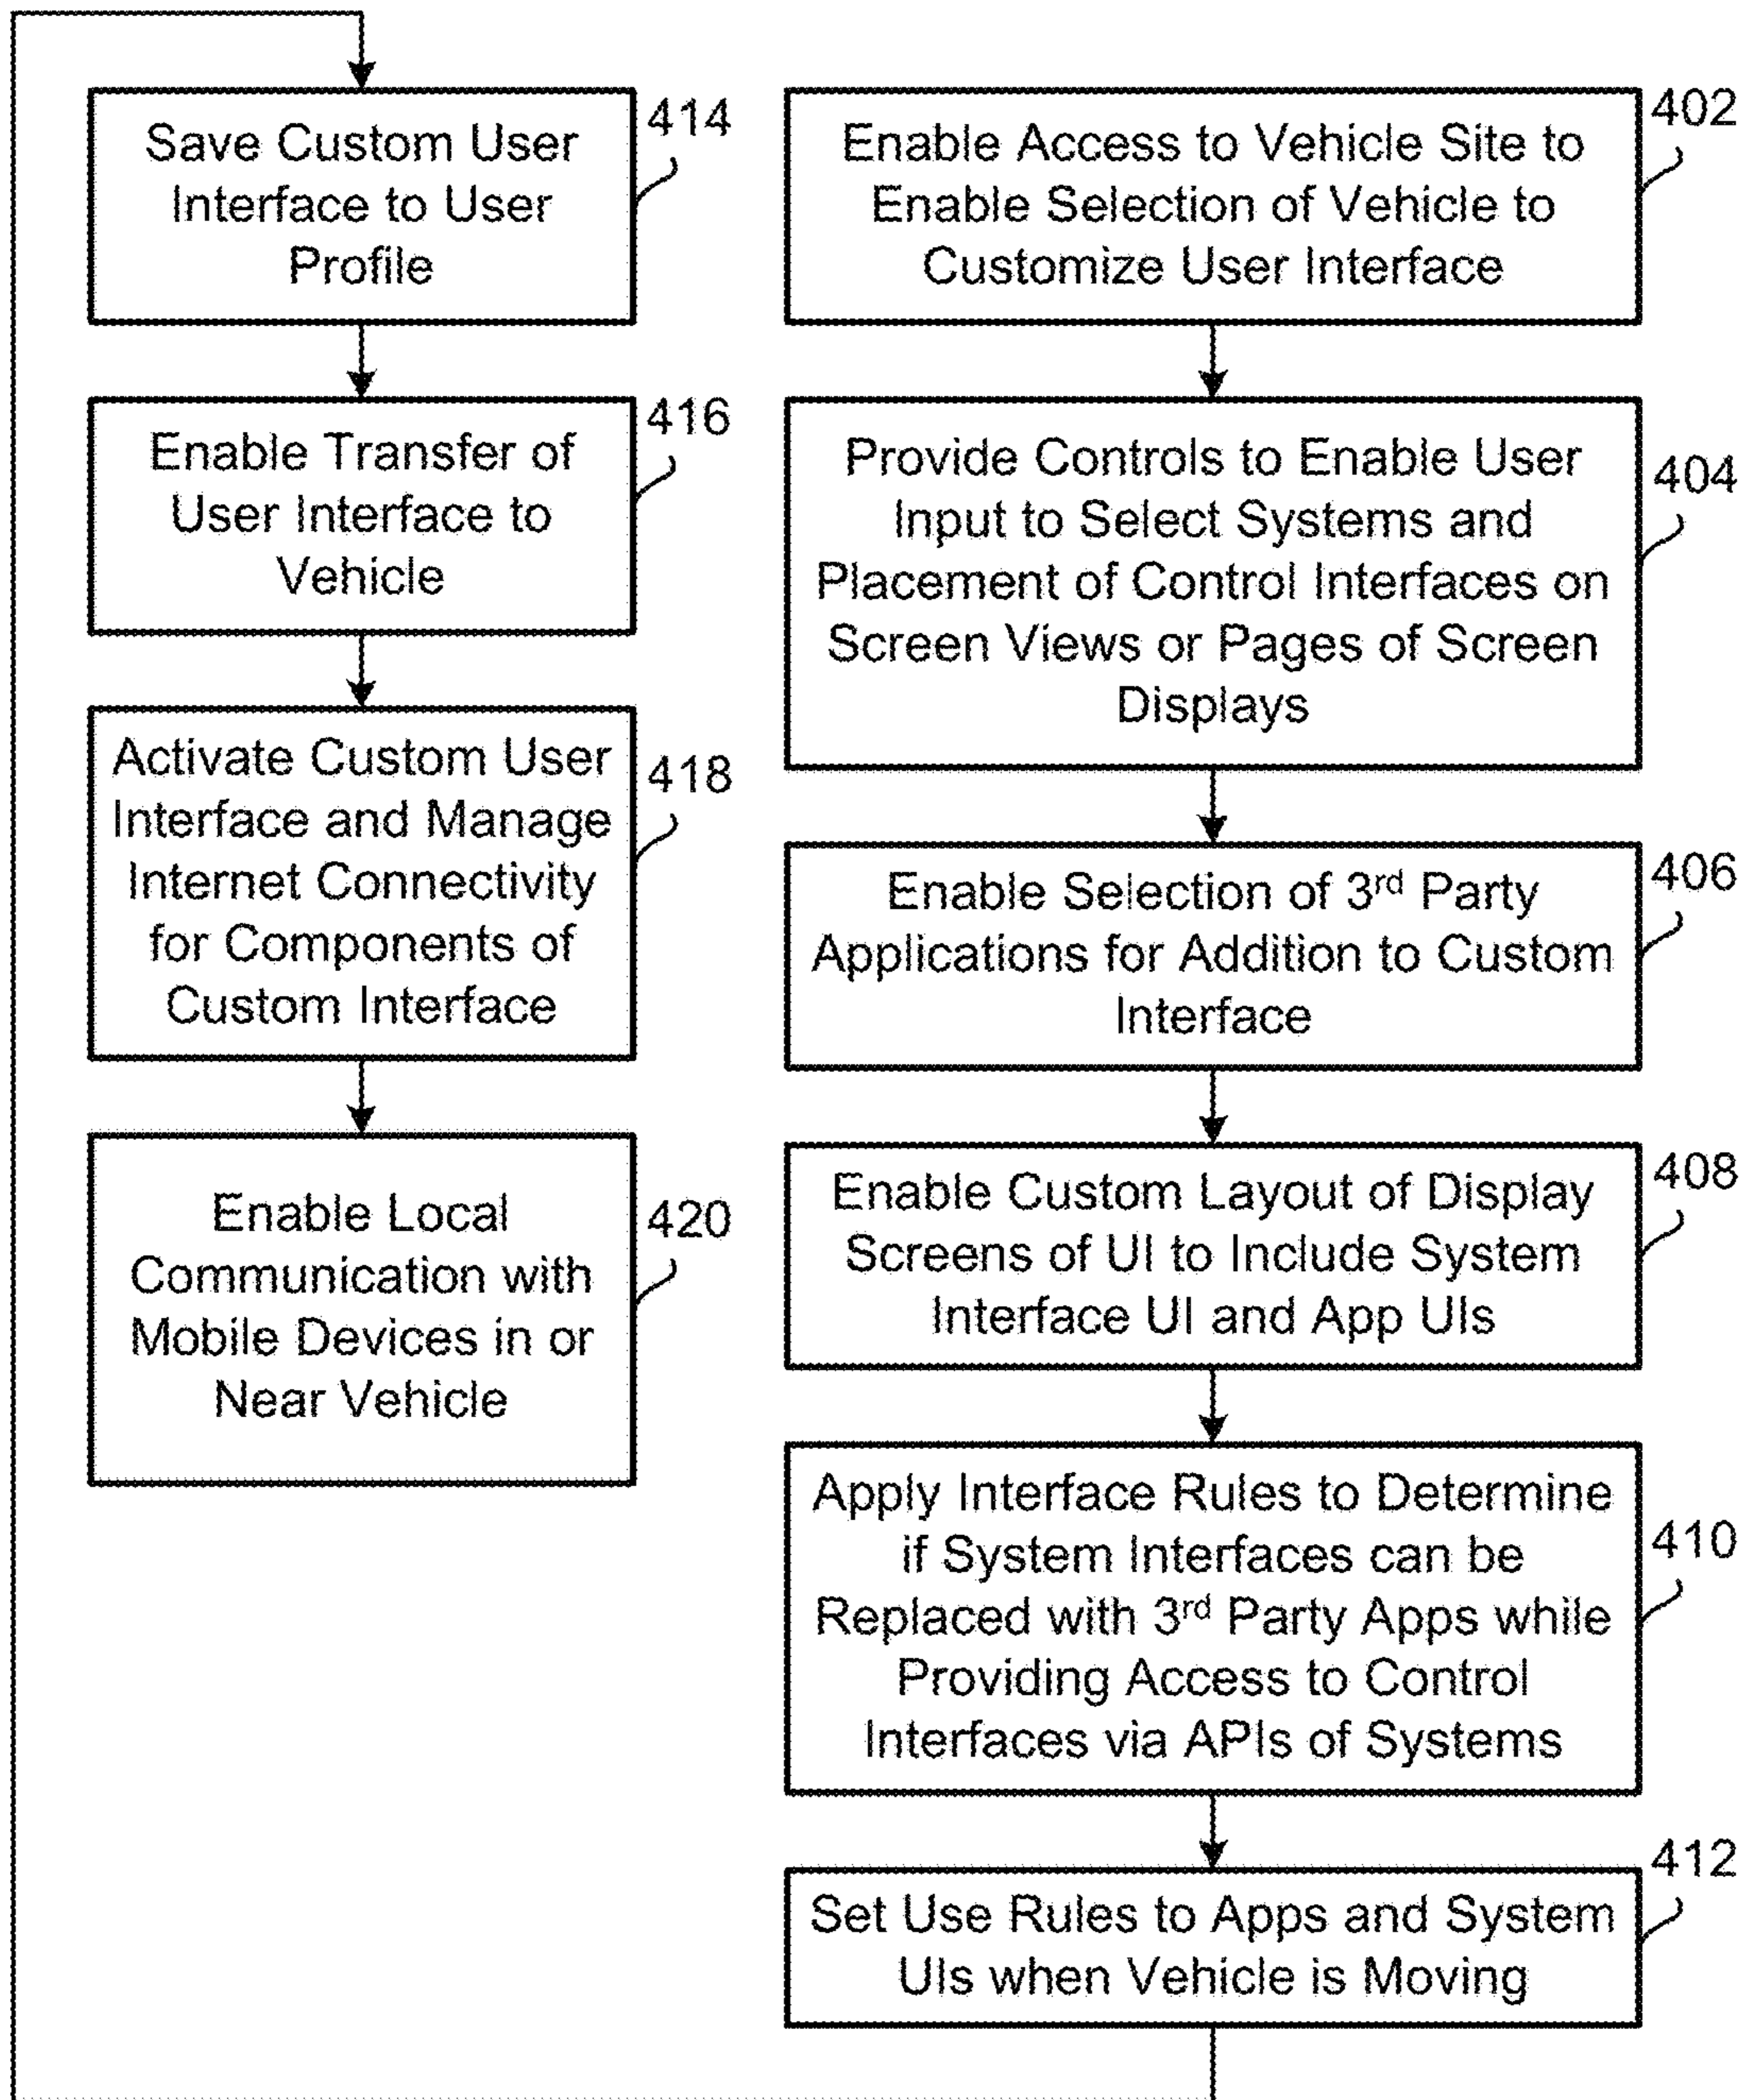 Save Custom User
Interface to User
Profile
414
Enable Transfer of
User Interface to
Vehicle
416
Activate Custom User
Interface and Manage
Internet Connectivity
for Components of
Custom Interface
418
Enable Local
Communication with
Mobile Devices in or
Near Vehicle
420
Enable Access to Vehicle Site to
Enable Selection of Vehicle to
Customize User Interface
402
Provide Controls to Enable User
Input to Select Systems and
Placement of Control Interfaces on
Screen Views or Pages of Screen
Displays
404
Enable Selection of 3rd Party
Applications for Addition to Custom
Interface
406
Enable Custom Layout of Display
Screens of UI to Include System
Interface UI and App UIs
408
Apply Interface Rules to Determine
if System Interfaces can be
Replaced with 3rd Party Apps while
Providing Access to Control
Interfaces via APIs of Systems
410
Set Use Rules to Apps and System
UIs when Vehicle is Moving
412